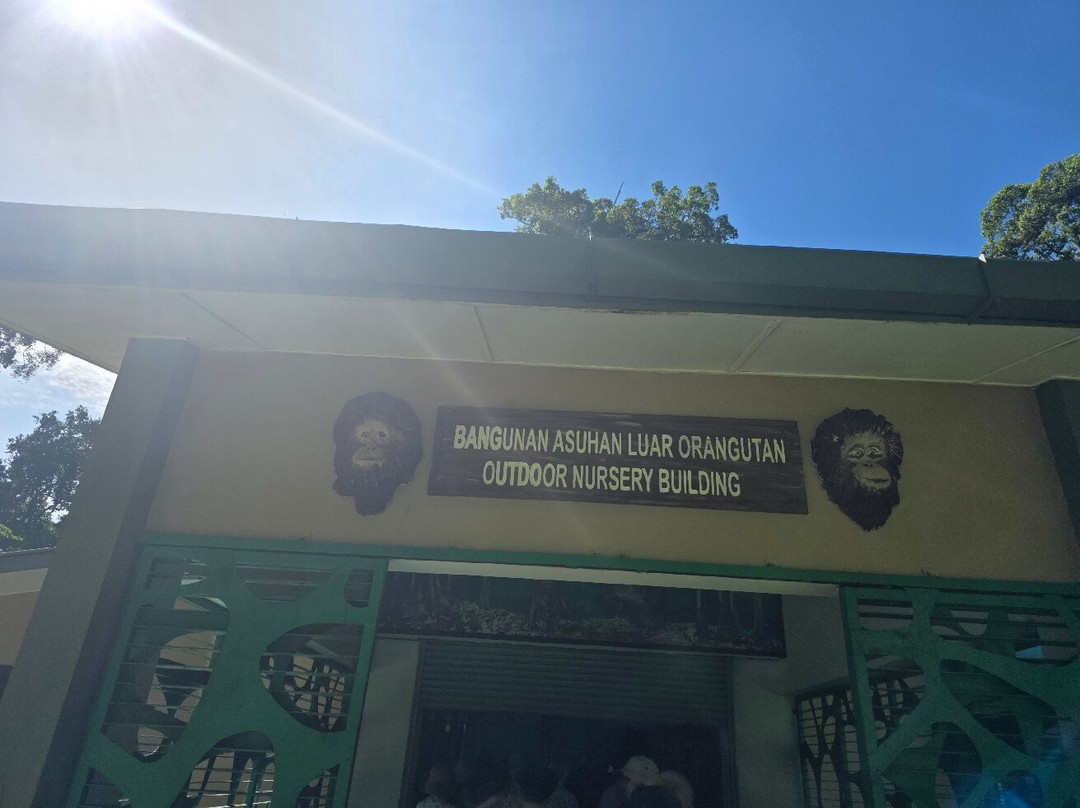 BANGUNAN ASUHAN LUAR ORANGUTAN
OUTDOOR NURSERY BUILDING